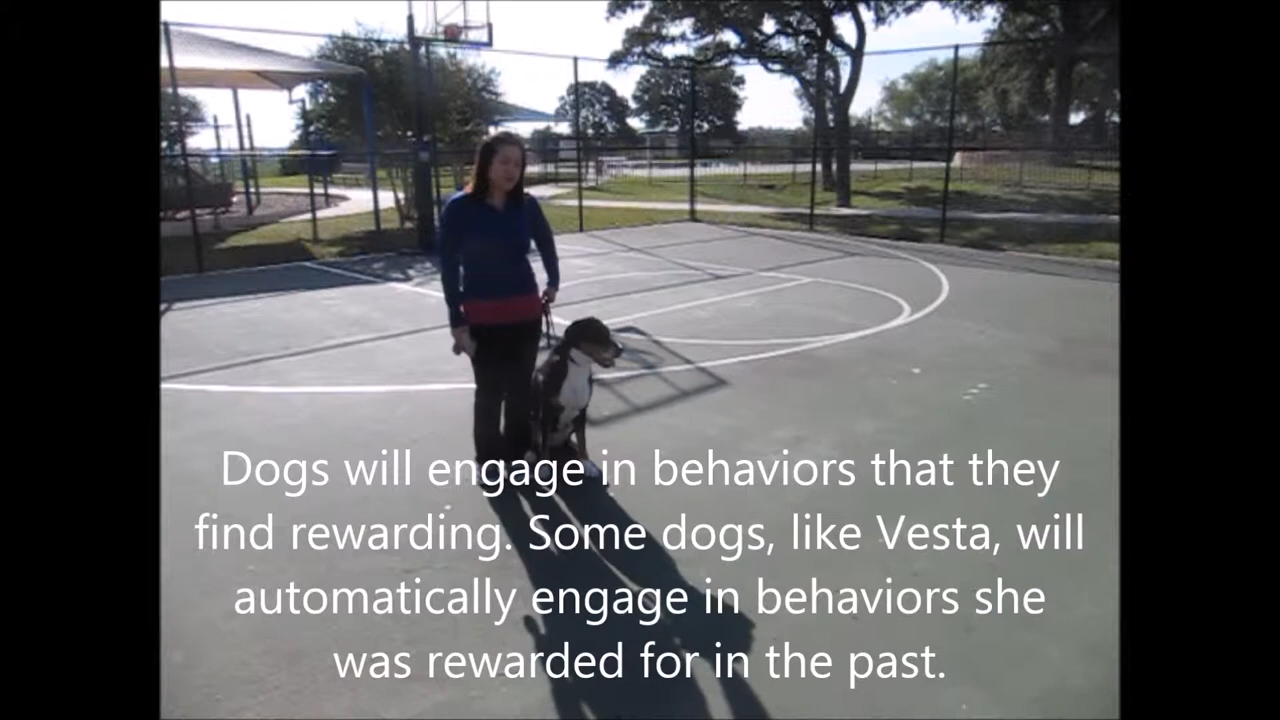 Dogs will engage in behaviors that they
find rewarding. Some dogs, like Vesta, will
automatically engage in behaviors she
was rewarded for in the past.